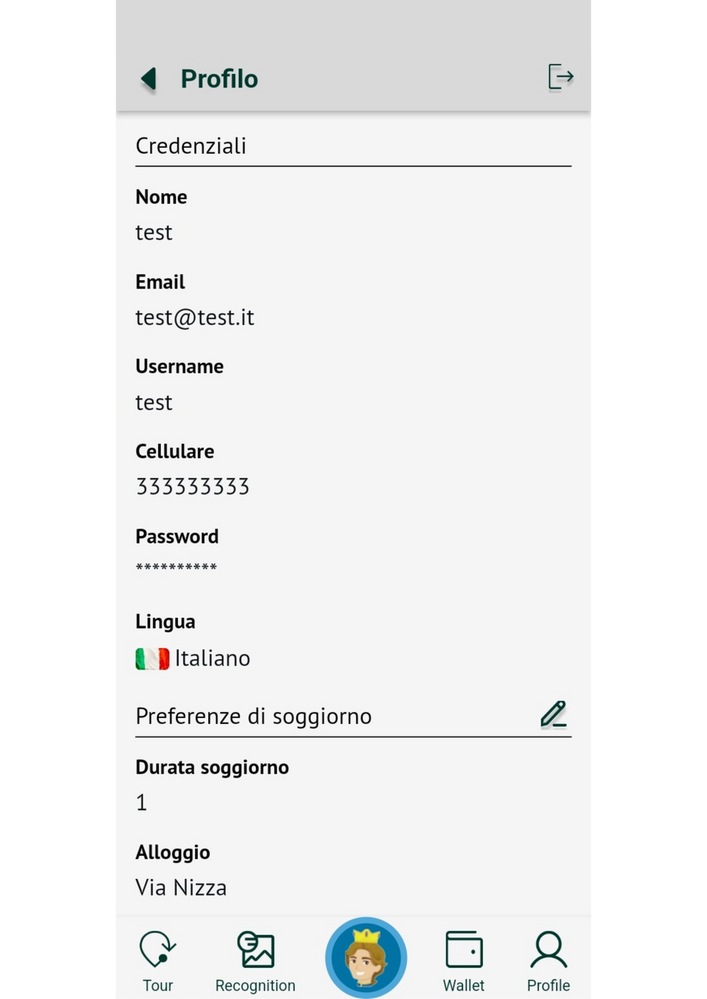 Profilo
Credenziali
Nome
test
Email
test@test.it
Username
test
Cellulare
333333333
Password
**********
Lingua
Italiano
Preferenze di soggiorno
Durata soggiorno
1
Alloggio
Via Nizza
Tour Recognition Wallet Profile